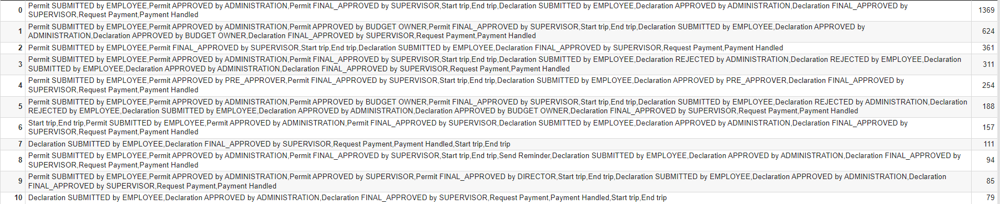 0 Permit SUBMITTED by EMPLOYEE,Permit APPROVED by ADMINISTRATION,Permit FINAL_APPROVED by SUPERVISOR,Start trip,End trip,Declaration SUBMITTED by EMPLOYEE,Declaration APPROVED by ADMINISTRATION,Declaration FINAL_APPROVED by
SUPERVISOR,Request Payment,Payment Handled 1369
1 Permit SUBMITTED by EMPLOYEE,Permit APPROVED by ADMINISTRATION,Permit APPROVED by BUDGET OWNER,Permit FINAL_APPROVED by SUPERVISOR,Start trip,End trip,Declaration SUBMITTED by EMPLOYEE,Declaration APPROVED by
ADMINISTRATION,Declaration APPROVED by BUDGET OWNER,Declaration FINAL_APPROVED by SUPERVISOR,Request Payment,Payment Handled 624
2 Permit SUBMITTED by EMPLOYEE,Permit FINAL_APPROVED by SUPERVISOR,Start trip,End trip,Declaration SUBMITTED by EMPLOYEE,Declaration FINAL_APPROVED by SUPERVISOR,Request Payment,Payment Handled 361
3 Permit SUBMITTED by EMPLOYEE,Permit APPROVED by ADMINISTRATION,Permit FINAL_APPROVED by SUPERVISOR,Start trip,End trip,Declaration SUBMITTED by EMPLOYEE,Declaration REJECTED by ADMINISTRATION,Declaration REJECTED by EMPLOYEE,Declaration
SUBMITTED by EMPLOYEE,Declaration APPROVED by ADMINISTRATION,Declaration FINAL_APPROVED by SUPERVISOR,Request Payment,Payment Handled 311
4 Permit SUBMITTED by EMPLOYEE,Permit APPROVED by PRE_APPROVER,Permit FINAL_APPROVED by SUPERVISOR,Start trip,End trip,Declaration SUBMITTED by EMPLOYEE,Declaration APPROVED by PRE_APPROVER,Declaration FINAL_APPROVED by
SUPERVISOR,Request Payment,Payment Handled 254
5 Permit SUBMITTED by EMPLOYEE,Permit APPROVED by ADMINISTRATION,Permit APPROVED by BUDGET OWNER,Permit FINAL_APPROVED by SUPERVISOR,Start trip,End trip,Declaration SUBMITTED by EMPLOYEE,Declaration REJECTED by ADMINISTRATION,Declaration
REJECTED by EMPLOYEE,Declaration SUBMITTED by EMPLOYEE,Declaration APPROVED by ADMINISTRATION,Declaration APPROVED by BUDGET OWNER,Declaration FINAL_APPROVED by SUPERVISOR,Request Payment,Payment Handled 188
6 Start trip,End trip,Permit SUBMITTED by EMPLOYEE,Permit APPROVED by ADMINISTRATION,Permit FINAL_APPROVED by SUPERVISOR,Declaration SUBMITTED by EMPLOYEE,Declaration APPROVED by ADMINISTRATION,Declaration FINAL_APPROVED by
SUPERVISOR,Request Payment,Payment Handled 157
7 Declaration SUBMITTED by EMPLOYEE,Declaration FINAL_APPROVED by SUPERVISOR,Request Payment,Payment Handled,Start trip,End trip 111
8 Permit SUBMITTED by EMPLOYEE,Permit APPROVED by ADMINISTRATION,Permit FINAL_APPROVED by SUPERVISOR,Start trip,End trip,Send Reminder,Declaration SUBMITTED by EMPLOYEE,Declaration APPROVED by ADMINISTRATION,Declaration FINAL_APPROVED by
SUPERVISOR,Request Payment,Payment Handled 94
9 Permit SUBMITTED by EMPLOYEE,Permit APPROVED by ADMINISTRATION,Permit APPROVED by SUPERVISOR,Permit FINAL_APPROVED by DIRECTOR,Start trip,End trip,Declaration SUBMITTED by EMPLOYEE,Declaration APPROVED by ADMINISTRATION,Declaration
FINAL_APPROVED by SUPERVISOR,Request Payment,Payment Handled 85
10 Declaration SUBMITTED by EMPLOYEE,Declaration APPROVED by ADMINISTRATION,Declaration FINAL_APPROVED by SUPERVISOR,Request Payment,Payment Handled,Start trip,End trip 79